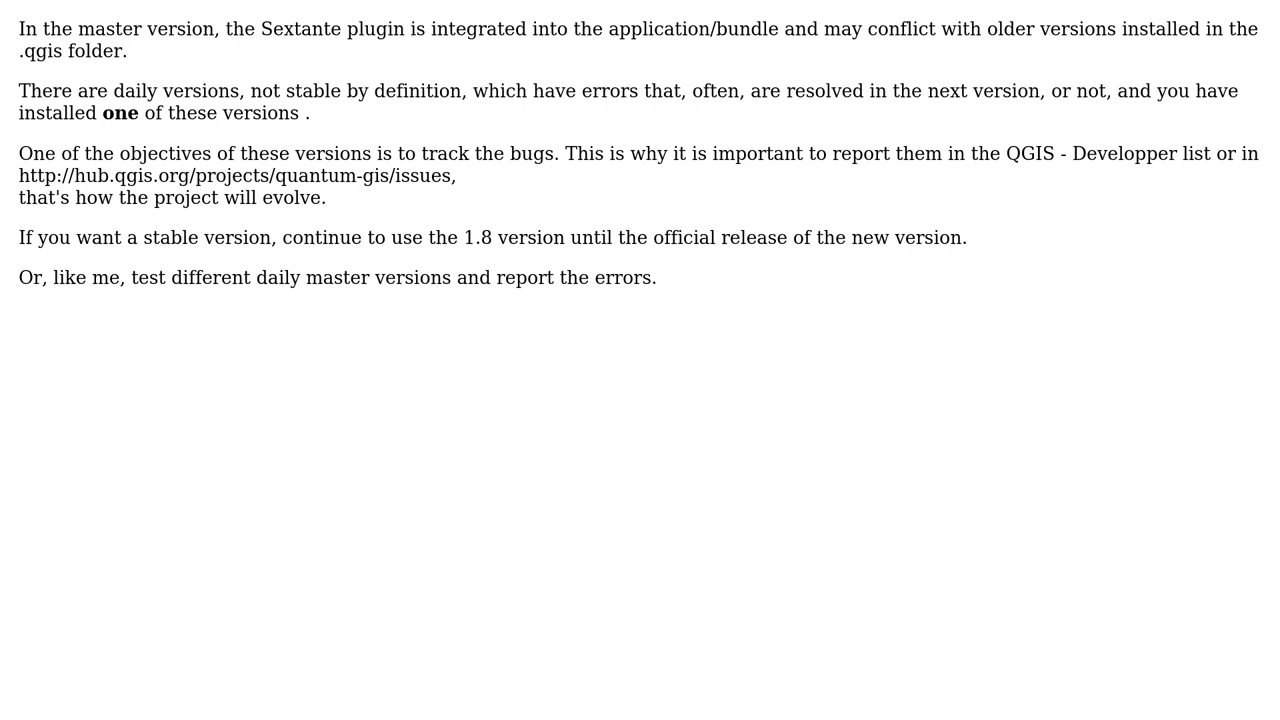 In the master version, the Sextante plugin is integrated into the application/bundle and may conflict with older versions installed in the
.qgis folder.
There are daily versions, not stable by definition, which have errors that, often, are resolved in the next version, or not, and you have
installed one of these versions .
One of the objectives of these versions is to track the bugs. This is why it is important to report them in the QGIS - Developper list or in
http://hub.qgis.org/projects/quantum-gis/issues,
that's how the project will evolve.
If you want a stable version, continue to use the 1.8 version until the official release of the new version.
Or, like me, test different daily master versions and report the errors.